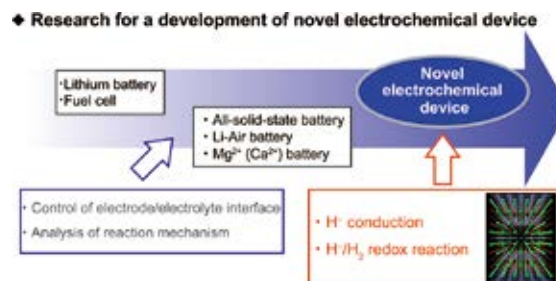 ◆ Research for a development of novel electrochemical device
・Lithium battery
・Fuel cell
・All-solid-state battery
・Li-Air battery
・Mg²⁺ (Ca²⁺) battery
Novel
electrochemical
device
・Control of electrode/electrolyte interface
・Analysis of reaction mechanism
・H⁻ conduction
・H⁻/H₂ redox reaction